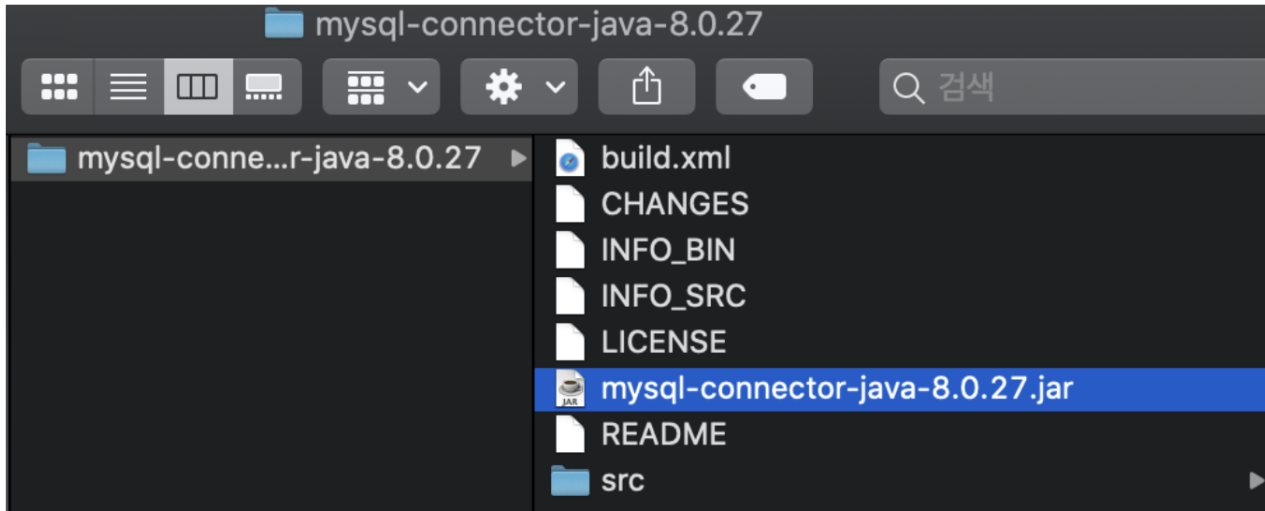 mysql-connector-java-8.0.27
검색
mysql-conne...r-java-8.0.27
build.xml
CHANGES
INFO_BIN
INFO_SRC
LICENSE
JAR
mysql-connector-java-8.0.27.jar
README
src